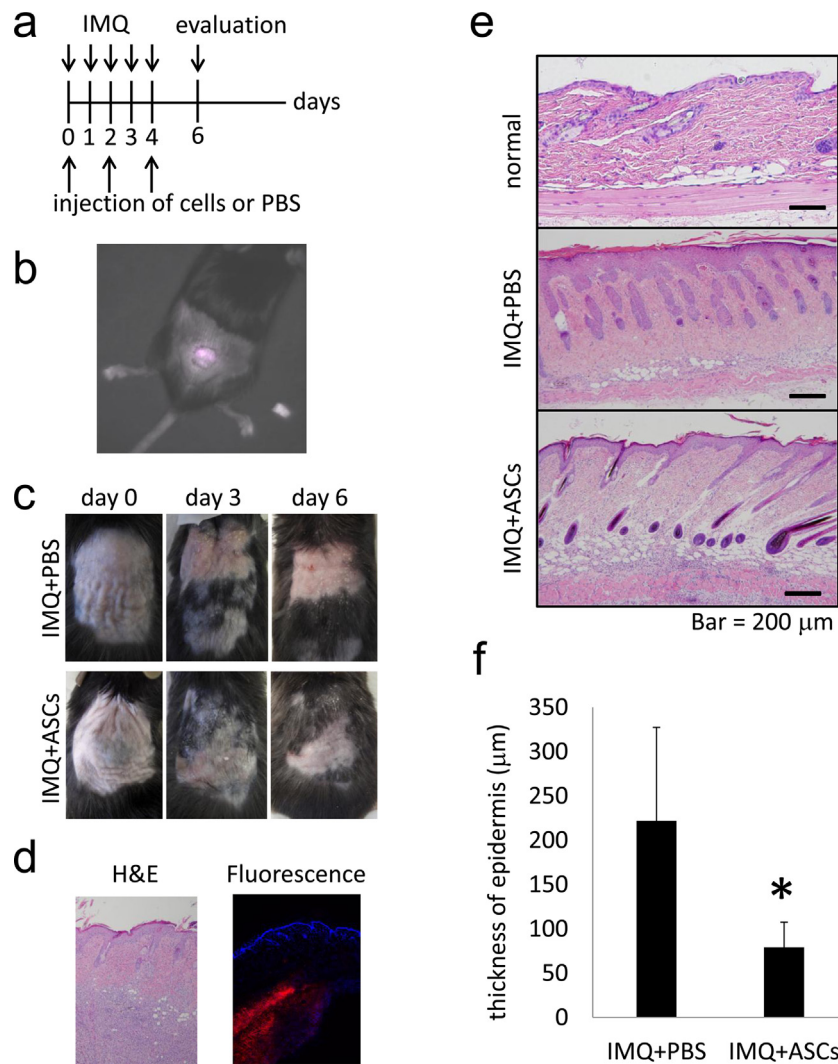 a
IMQ evaluation
days
0 1 2 3 4 6
injection of cells or PBS
b
c
day 0 day 3 day 6
IMQ+PBS
IMQ+ASCs
d
H&E Fluorescence
e
normal
IMQ+PBS
IMQ+ASCs
Bar = 200 μm
f
thickness of epidermis (μm)
350
300
250
200
150
100
50
0
*
IMQ+PBS IMQ+ASCs